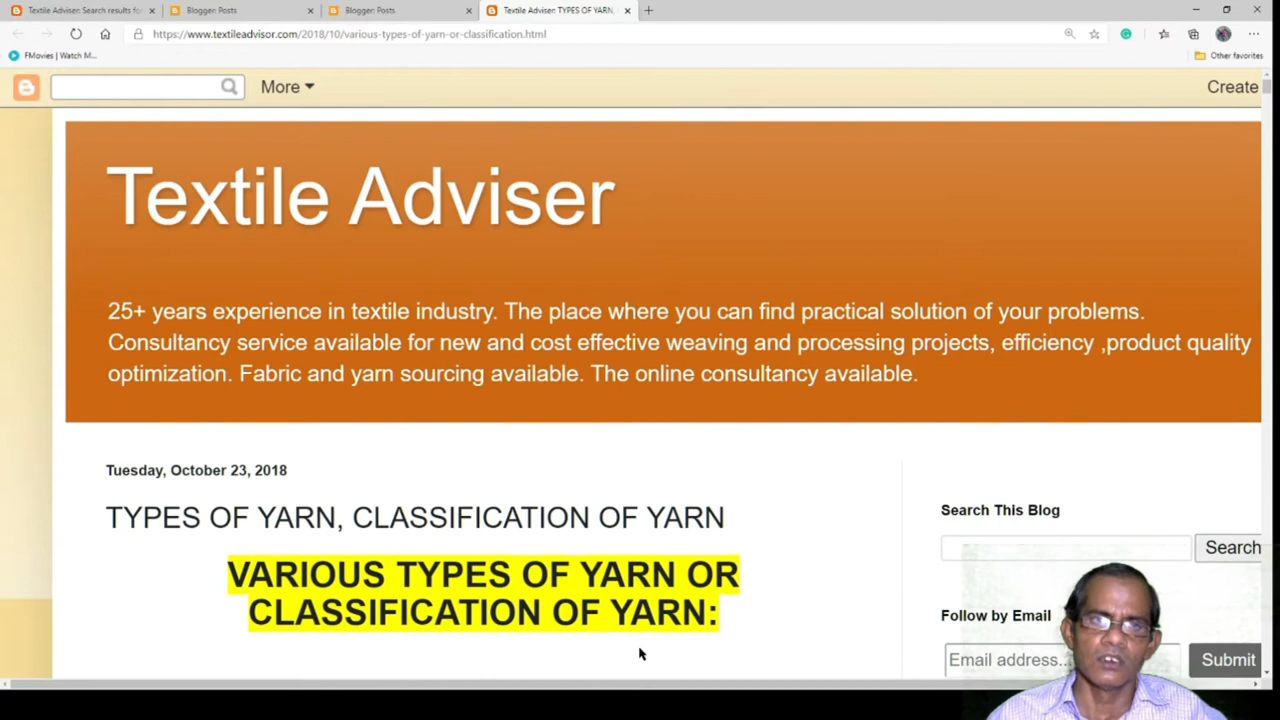 Textile Adviser: Search results fo
Blogger: Posts
Blogger: Posts
Textile Adviser: TYPES OF YARN,
https://www.textileadvisor.com/2018/10/various-types-of-yarn-or-classification.html
FMovies | Watch M...
Other favorites
More
Create
Textile Adviser
25+ years experience in textile industry. The place where you can find practical solution of your problems.
Consultancy service available for new and cost effective weaving and processing projects, efficiency ,product quality
optimization. Fabric and yarn sourcing available. The online consultancy available.
Tuesday, October 23, 2018
TYPES OF YARN, CLASSIFICATION OF YARN
VARIOUS TYPES OF YARN OR
CLASSIFICATION OF YARN:
Search This Blog
Search
Follow by Email
Email address...
Submit